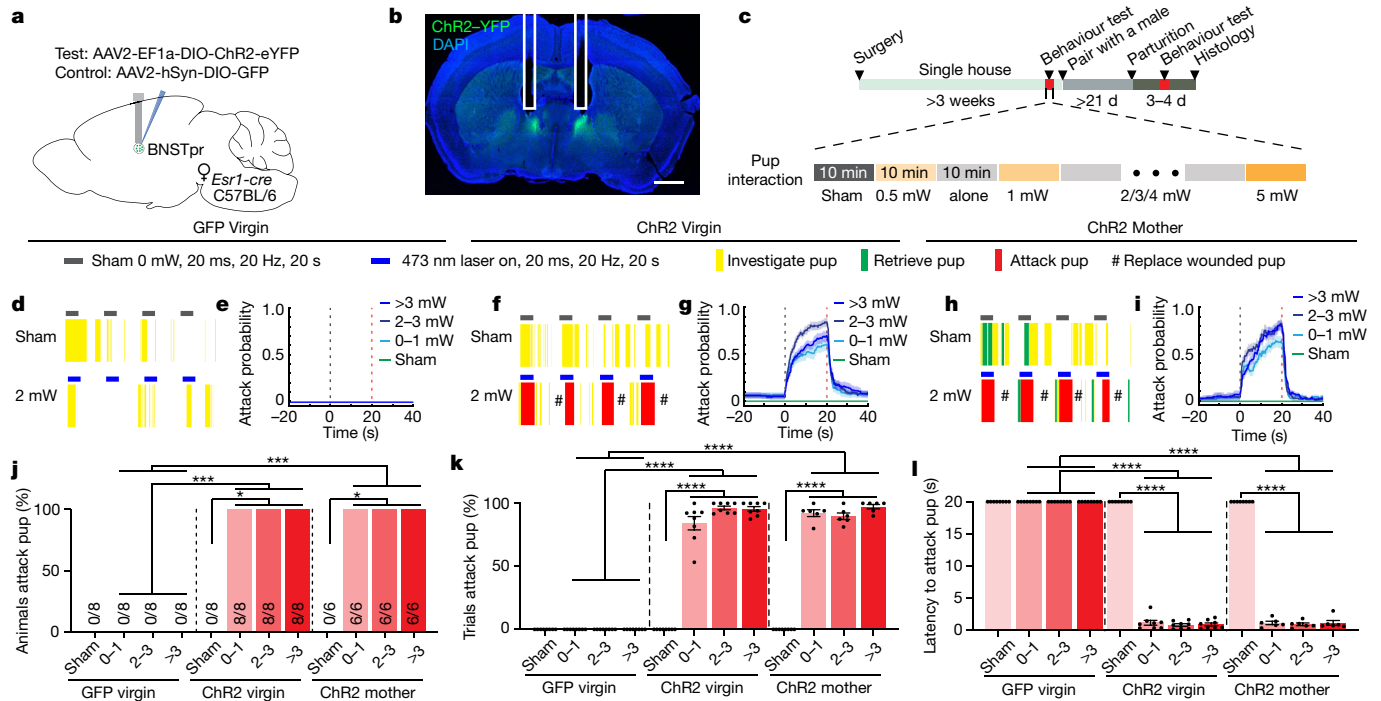 a
Test: AAV2-EF1a-DIO-ChR2-eYFP
Control: AAV2-hSyn-DIO-GFP
BNSTpr
♀
Esr1-cre
C57BL/6
b
ChR2–YFP
DAPI
c
Surgery
Behaviour test
Pair with a male
Parturition
Behaviour test
Histology
Single house
>3 weeks
>21 d
3–4 d
Pup interaction
10 min
10 min
10 min
Sham
0.5 mW
alone
1 mW
2/3/4 mW
5 mW
GFP Virgin
ChR2 Virgin
ChR2 Mother
Sham 0 mW, 20 ms, 20 Hz, 20 s
473 nm laser on, 20 ms, 20 Hz, 20 s
Investigate pup
Retrieve pup
Attack pup
# Replace wounded pup
d
Sham
2 mW
e
Attack probability
1.0
0.5
0
–20
0
20
40
Time (s)
>3 mW
2–3 mW
0–1 mW
Sham
f
Sham
2 mW
# # # #
g
Attack probability
1.0
0.5
0
–20
0
20
40
Time (s)
>3 mW
2–3 mW
0–1 mW
Sham
h
Sham
2 mW
# # # #
i
Attack probability
1.0
0.5
0
–20
0
20
40
Time (s)
>3 mW
2–3 mW
0–1 mW
Sham
j
Animals attack pup (%)
100
50
0
***
***
*
*
0/8
0/8
0/8
0/8
0/8
8/8
8/8
8/8
0/6
6/6
6/6
6/6
Sham
0–1
2–3
>3
Sham
0–1
2–3
>3
Sham
0–1
2–3
>3
GFP virgin
ChR2 virgin
ChR2 mother
k
Trials attack pup (%)
100
50
0
****
****
****
****
Sham
0–1
2–3
>3
Sham
0–1
2–3
>3
Sham
0–1
2–3
>3
GFP virgin
ChR2 virgin
ChR2 mother
l
Latency to attack pup (s)
20
15
10
5
0
****
****
****
****
Sham
0–1
2–3
>3
Sham
0–1
2–3
>3
Sham
0–1
2–3
>3
GFP virgin
ChR2 virgin
ChR2 mother